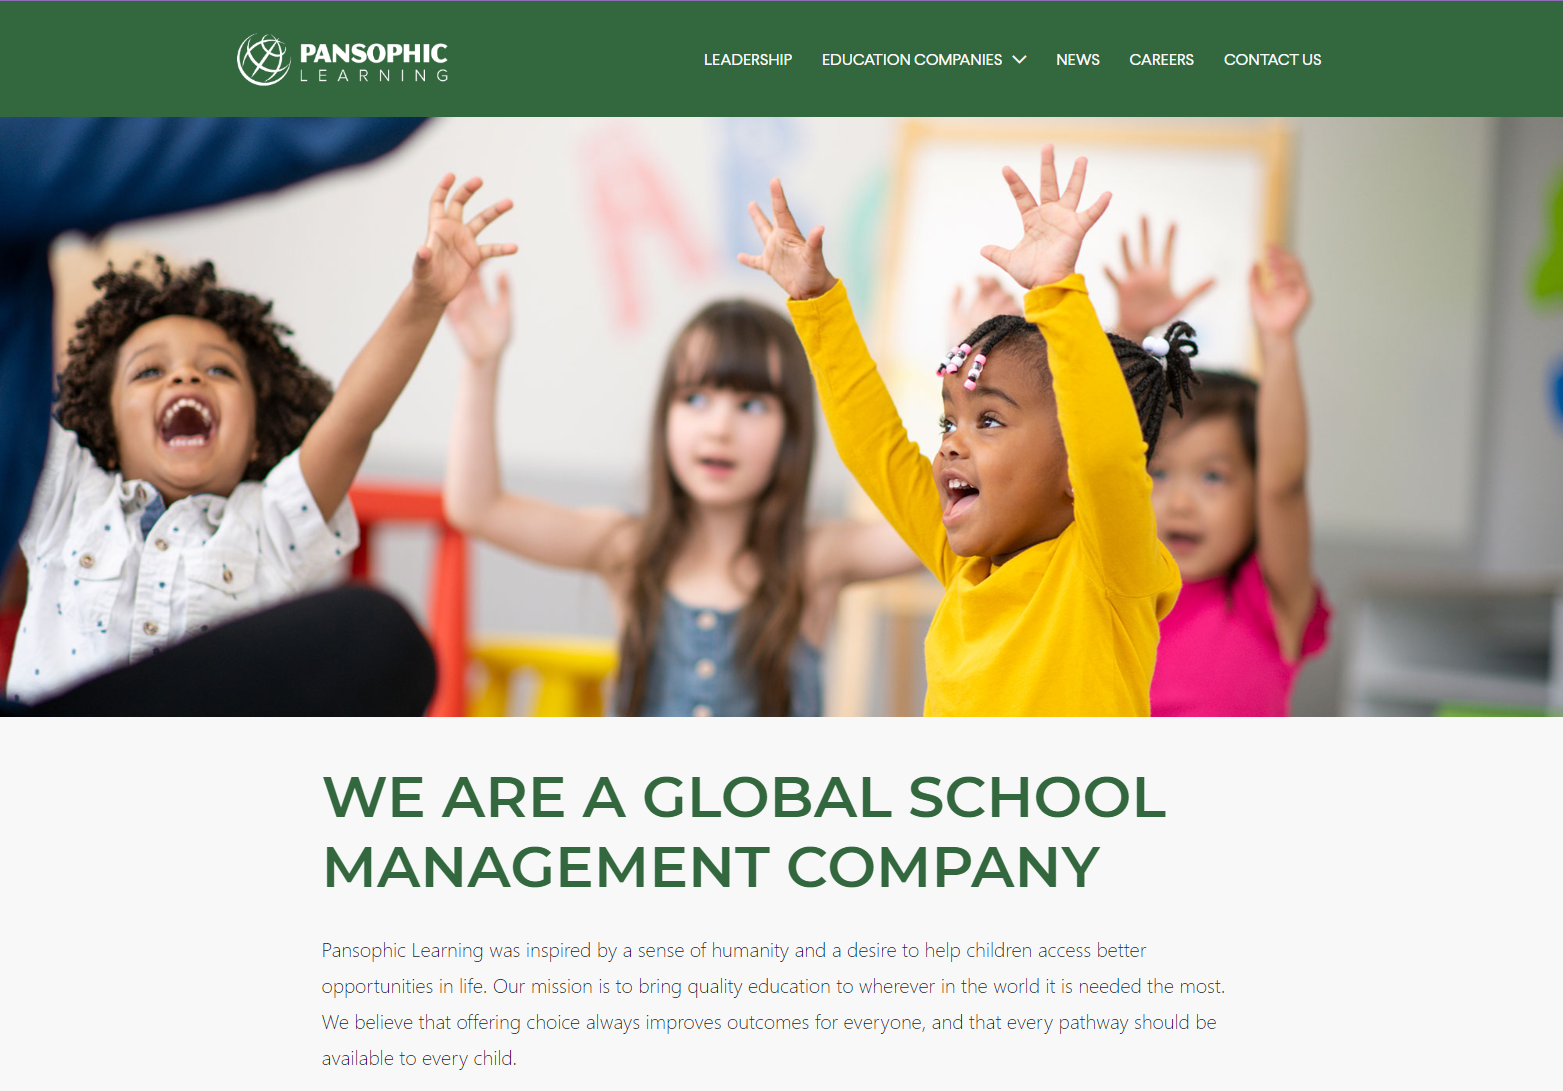 PANSOPHIC
LEARNING
LEADERSHIP EDUCATION COMPANIES NEWS CAREERS CONTACT US
A B C
WE ARE A GLOBAL SCHOOL
MANAGEMENT COMPANY
Pansophic Learning was inspired by a sense of humanity and a desire to help children access better
opportunities in life. Our mission is to bring quality education to wherever in the world it is needed the most.
We believe that offering choice always improves outcomes for everyone, and that every pathway should be
available to every child.